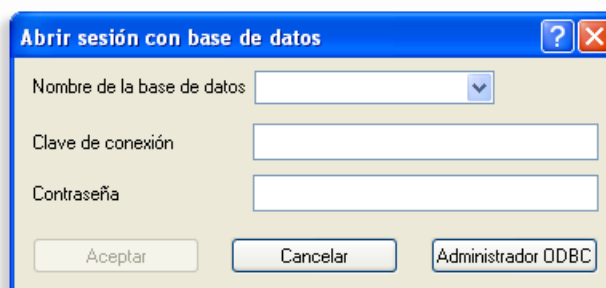 Abrir sesión con base de datos
Nombre de la base de datos
Clave de conexión
Contraseña
Aceptar Cancelar Administrador ODBC